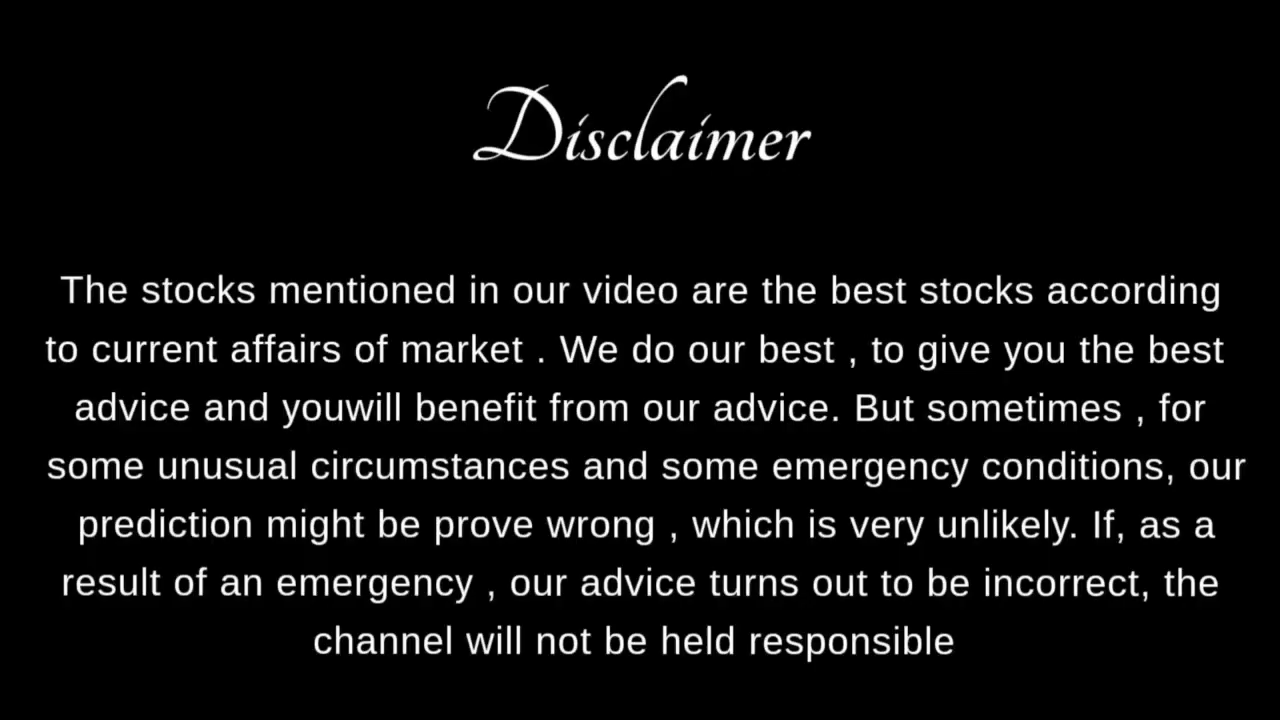 Disclaimer
The stocks mentioned in our video are the best stocks according
to current affairs of market . We do our best , to give you the best
advice and youwill benefit from our advice. But sometimes , for
some unusual circumstances and some emergency conditions, our
prediction might be prove wrong , which is very unlikely. If, as a
result of an emergency , our advice turns out to be incorrect, the
channel will not be held responsible